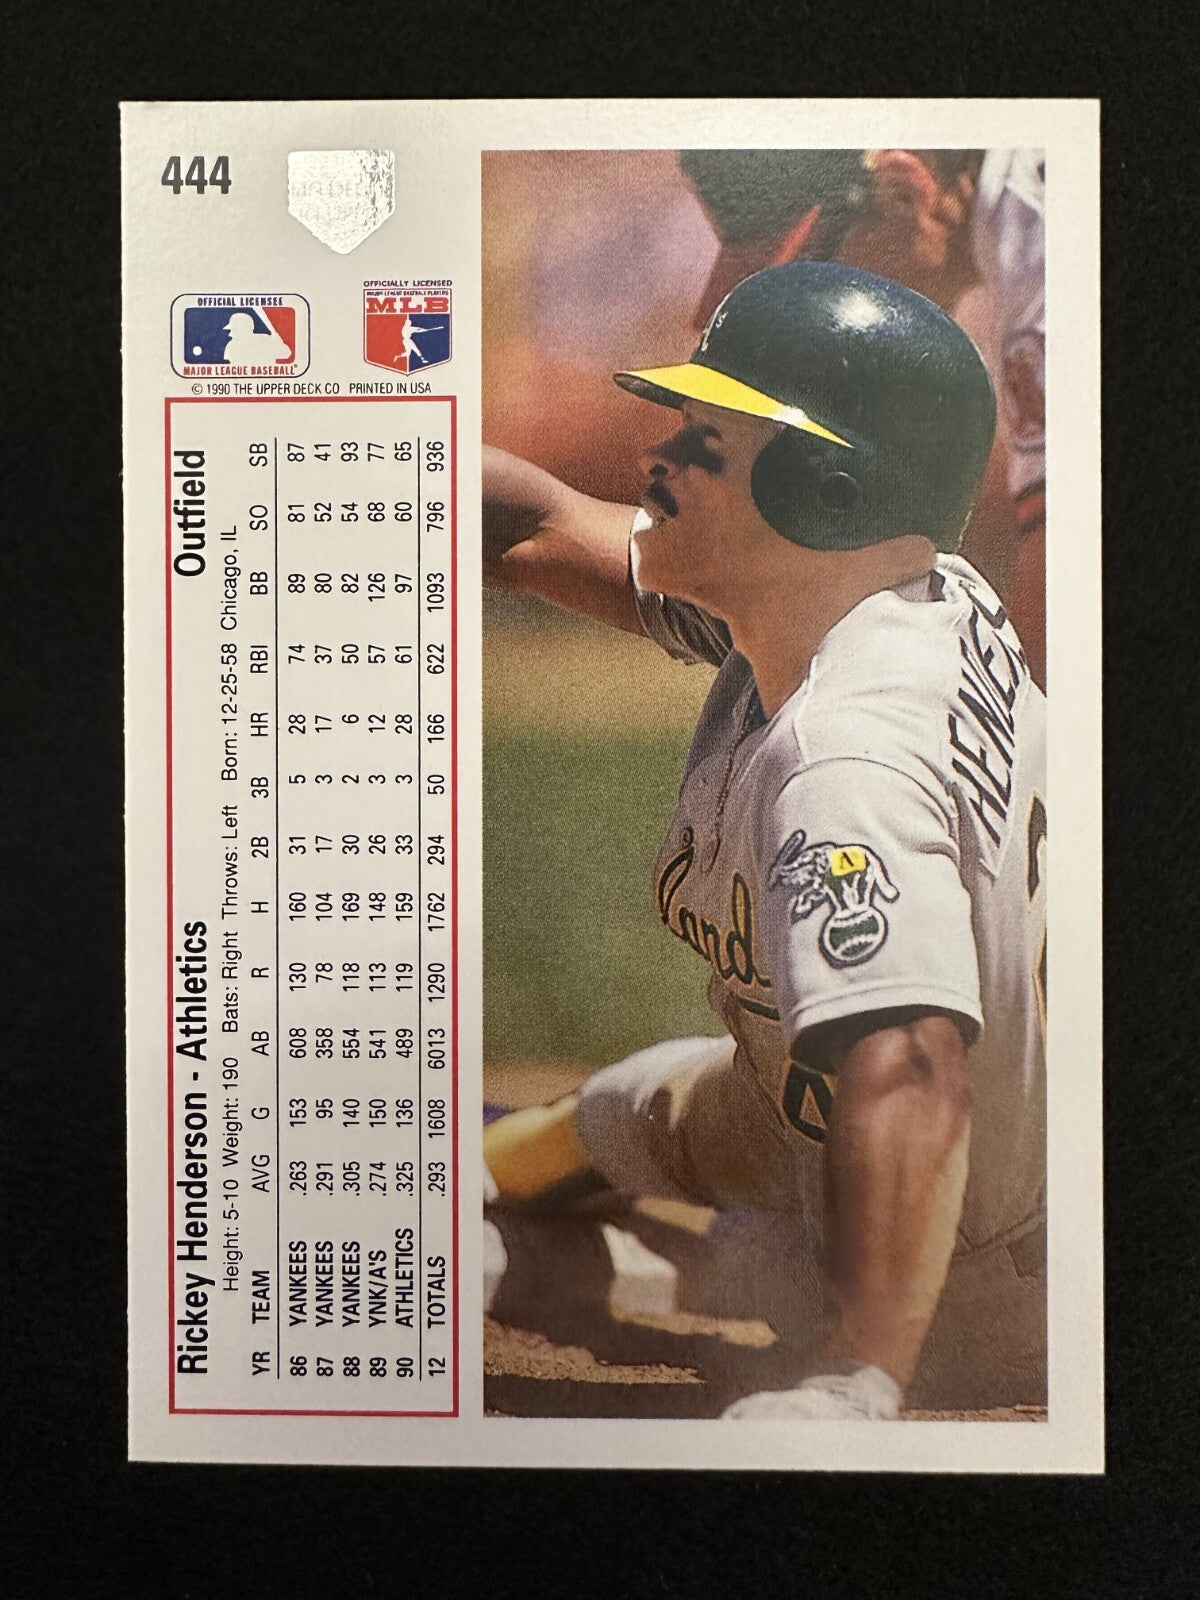 444
OFFICIAL LICENSEE
MAJOR LEAGUE BASEBALL
OFFICIALLY LICENSED
MAJOR LEAGUE BASEBALL PLAYERS
MLB
© 1990 THE UPPER DECK CO PRINTED IN USA
Rickey Henderson - Athletics Outfield
Height: 5-10 Weight: 190 Bats: Right Throws: Left Born: 12-25-58 Chicago, IL
YR TEAM AVG G AB R H 2B 3B HR RBI BB SO SB
86 YANKEES .263 153 608 130 160 31 5 28 74 89 81 87
87 YANKEES .291 95 358 78 104 17 3 17 37 80 52 41
88 YANKEES .305 140 554 118 169 30 2 6 50 82 54 93
89 YNK/A'S .274 150 541 113 148 26 3 12 57 126 68 77
90 ATHLETICS .325 136 489 119 159 33 3 28 61 97 60 65
12 TOTALS .293 1608 6013 1290 1762 294 50 166 622 1093 796 936
A's
HENDE
A